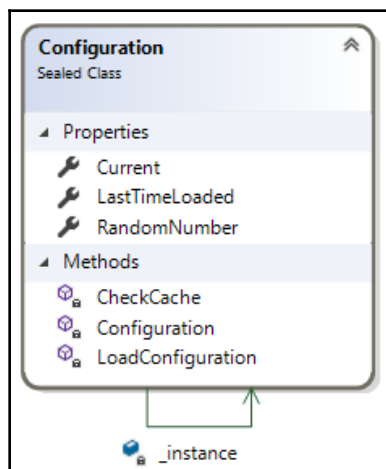 Configuration
Sealed Class
Properties
Current
LastTimeLoaded
RandomNumber
Methods
CheckCache
Configuration
LoadConfiguration
_instance